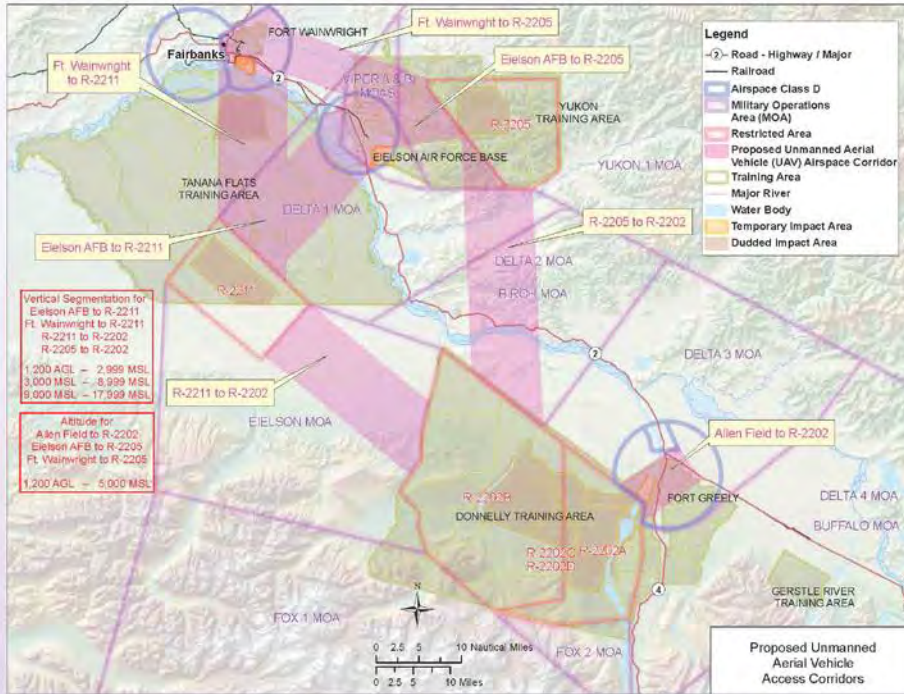 Ft. Wainwright
to R-2205
FORT WAINWRIGHT
Fairbanks
Ft. Wainwright
to R-2211
2
VIPER A & B
MOAS
Eielson AFB
to R-2205
R-2205
YUKON
TRAINING AREA
EIELSON AIR FORCE BASE
YUKON 1 MOA
TANANA FLATS
TRAINING AREA
DELTA 1 MOA
Eielson AFB
to R-2211
R-2205
to R-2202
DELTA 2 MOA
BIRCH MOA
R-2211
2
DELTA 3 MOA
R-2211 to R-2202
EIELSON MOA
Allen Field to R-2202
R-2202B
DONNELLY TRAINING AREA
FORT GREELY
DELTA 4 MOA
BUFFALO MOA
R-2202C
R-2202A
R-2202D
4
GERSTLE RIVER
TRAINING AREA
FOX 1 MOA
FOX 2 MOA
Legend
2 Road - Highway / Major
Railroad
Airspace Class D
Military Operations
Area (MOA)
Restricted Area
Proposed Unmanned Aerial
Vehicle (UAV) Airspace Corridor
Training Area
Major River
Water Body
Temporary Impact Area
Dudded Impact Area
Vertical Segmentation for
Eielson AFB to R-2211
Ft. Wainwright to R-2211
R-2211 to R-2202
R-2205 to R-2202
1,200 AGL – 2,999 MSL
3,000 MSL – 8,999 MSL
9,000 MSL – 17,999 MSL
Altitude for
Allen Field to R-2202
Eielson AFB to R-2205
Ft. Wainwright to R-2205
1,200 AGL – 5,000 MSL
N
0 2.5 5 10 Nautical Miles
0 2.5 5 10 Miles
Proposed Unmanned
Aerial Vehicle
Access Corridors